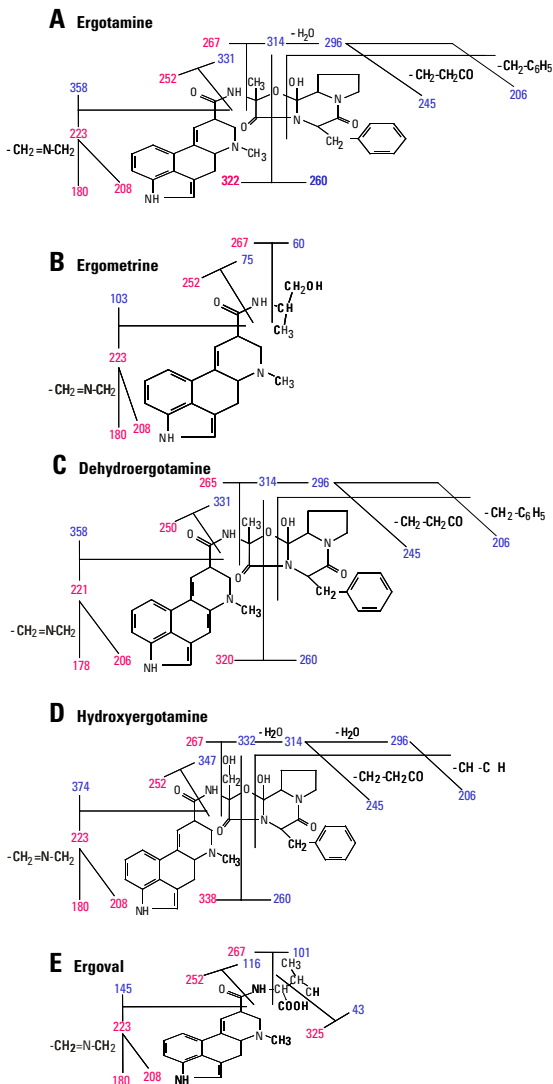 A Ergotamine
267 314 -H₂O 296
331
252
-CH₂-CH₂CO
-CH₂-C₆H₅
358
245
206
NH
O
CH₃
O
OH
N
223
O
N
O
CH₂
-CH₂=N-CH₂
N
CH₃
180
208
322
260
NH
B Ergometrine
267
60
75
252
CH₂OH
103
O
NH
CH
CH₃
223
-CH₂=N-CH₂
N
CH₃
180
208
NH
C Dehydroergotamine
265 314 296
331
250
-CH₂-CH₂CO
-CH₂-C₆H₅
358
245
206
NH
O
CH₃
O
OH
N
221
O
N
O
CH₂
-CH₂=N-CH₂
N
CH₃
178
206
320
260
NH
D Hydroxyergotamine
267 332 -H₂O 314 -H₂O 296
347
252
OH
-CH₂-CH₂CO
-CH -C H
374
245
206
NH
O
CH₂
O
OH
N
223
O
N
O
CH₂
-CH₂=N-CH₂
N
CH₃
180
208
338
260
NH
E Ergoval
267
101
116
252
CH₃
145
O
NH
CH
CH
CH
COOH
43
223
325
-CH₂=N-CH₂
N
CH₃
180
208
NH